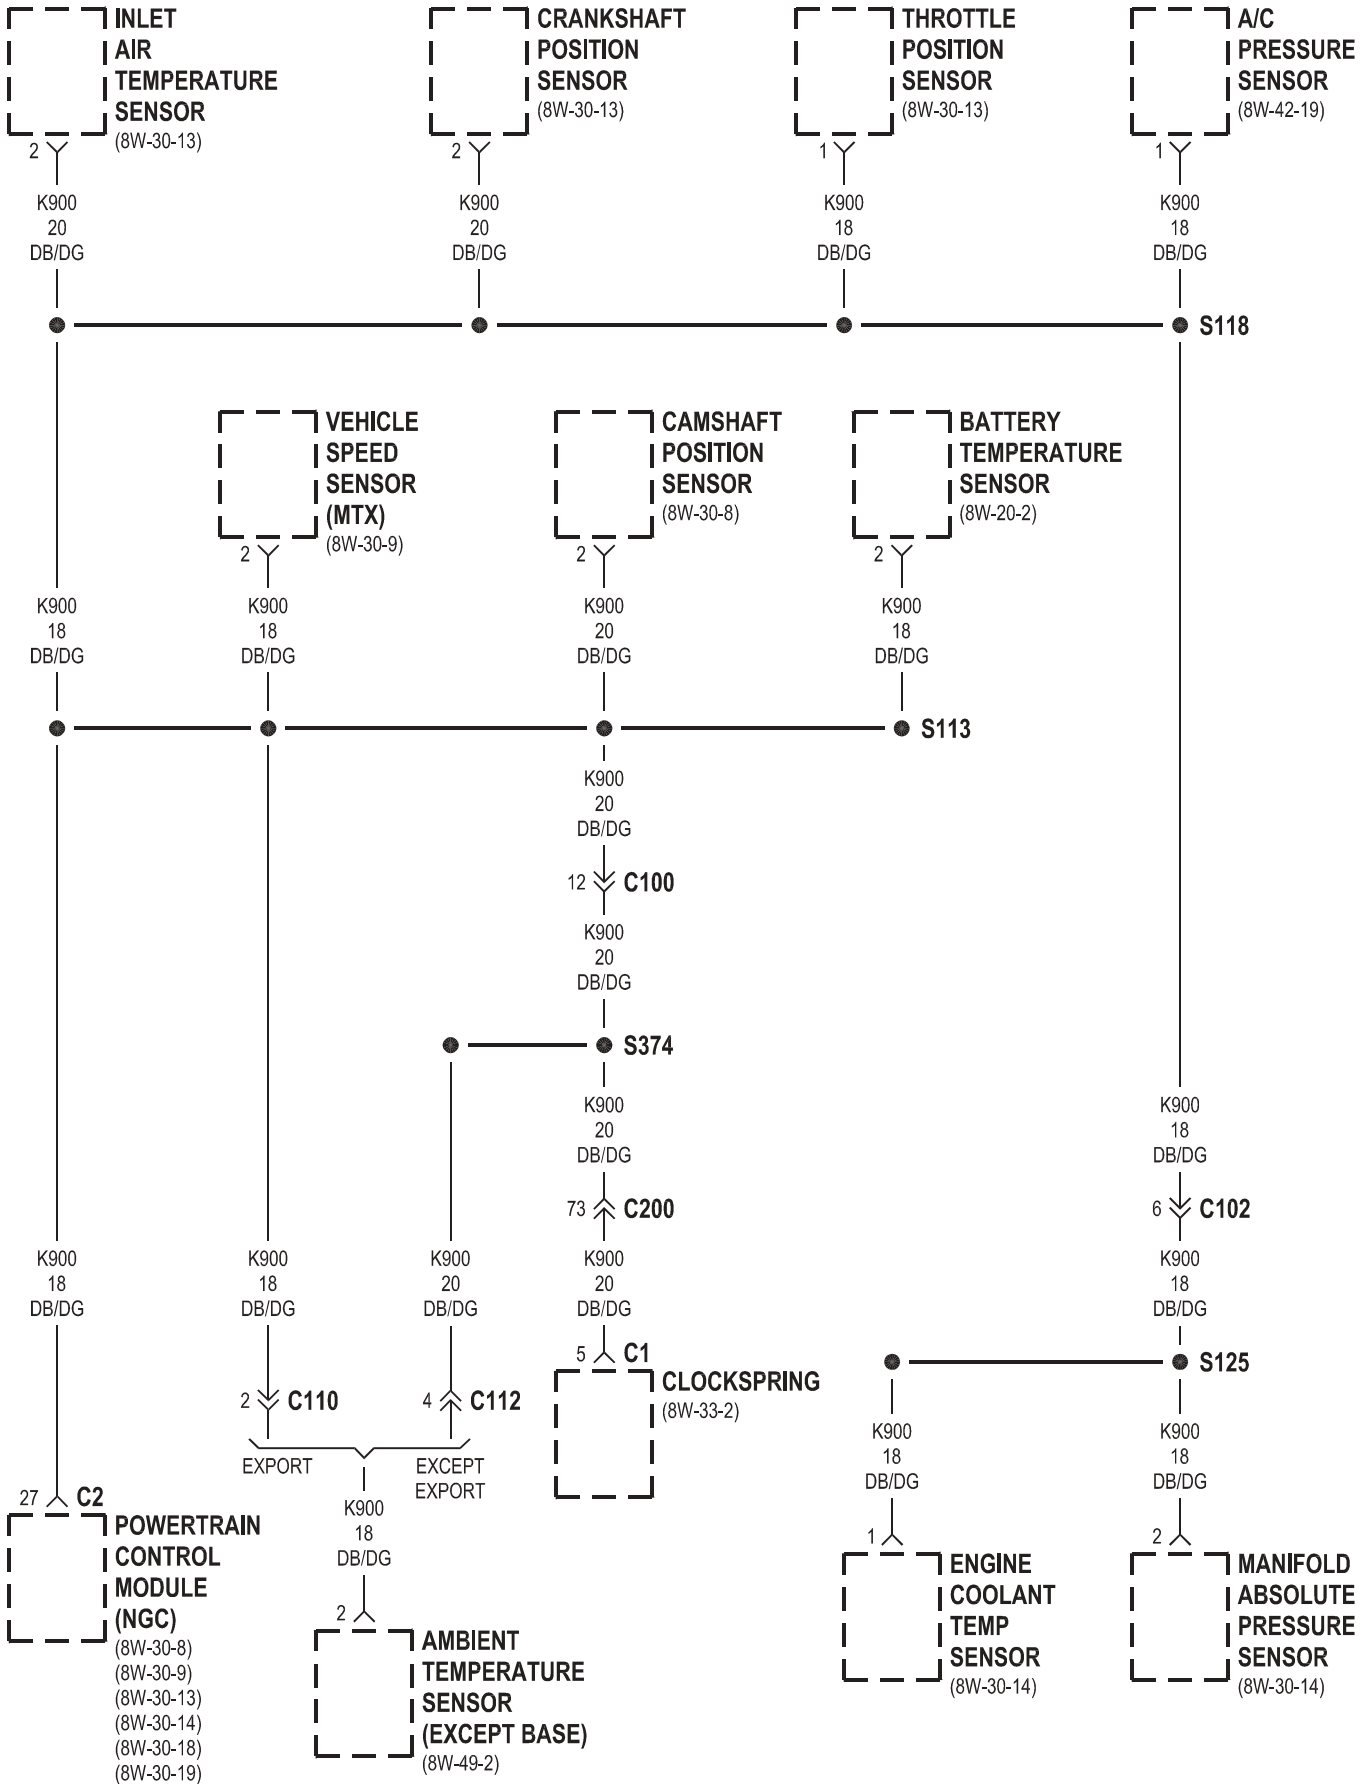 INLET
AIR
TEMPERATURE
SENSOR
(8W-30-13)
CRANKSHAFT
POSITION
SENSOR
(8W-30-13)
THROTTLE
POSITION
SENSOR
(8W-30-13)
A/C
PRESSURE
SENSOR
(8W-42-19)
2
2
1
1
K900
20
DB/DG
K900
20
DB/DG
K900
18
DB/DG
K900
18
DB/DG
S118
VEHICLE
SPEED
SENSOR
(MTX)
(8W-30-9)
CAMSHAFT
POSITION
SENSOR
(8W-30-8)
BATTERY
TEMPERATURE
SENSOR
(8W-20-2)
2
2
2
K900
18
DB/DG
K900
18
DB/DG
K900
20
DB/DG
K900
18
DB/DG
S113
K900
20
DB/DG
12
C100
K900
20
DB/DG
S374
K900
20
DB/DG
K900
18
DB/DG
73
C200
6
C102
K900
18
DB/DG
K900
18
DB/DG
K900
20
DB/DG
K900
20
DB/DG
K900
18
DB/DG
5
C1
S125
CLOCKSPRING
(8W-33-2)
2
C110
4
C112
EXPORT
EXCEPT
EXPORT
K900
18
DB/DG
K900
18
DB/DG
K900
18
DB/DG
27
C2
1
2
POWERTRAIN
CONTROL
MODULE
(NGC)
(8W-30-8)
(8W-30-9)
(8W-30-13)
(8W-30-14)
(8W-30-18)
(8W-30-19)
2
AMBIENT
TEMPERATURE
SENSOR
(EXCEPT BASE)
(8W-49-2)
ENGINE
COOLANT
TEMP
SENSOR
(8W-30-14)
MANIFOLD
ABSOLUTE
PRESSURE
SENSOR
(8W-30-14)